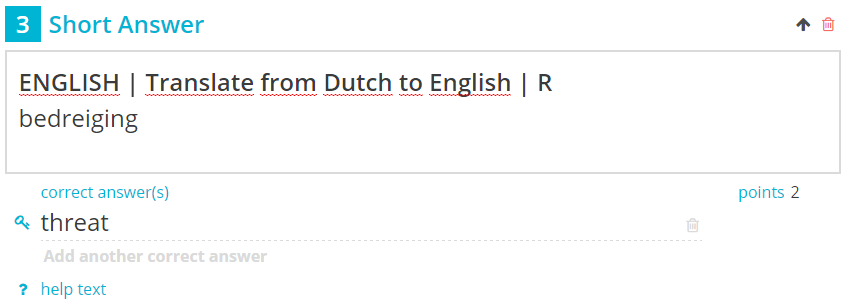 3 Short Answer
ENGLISH | Translate from Dutch to English | R
bedreiging
correct answer(s) points 2
threat
Add another correct answer
? help text